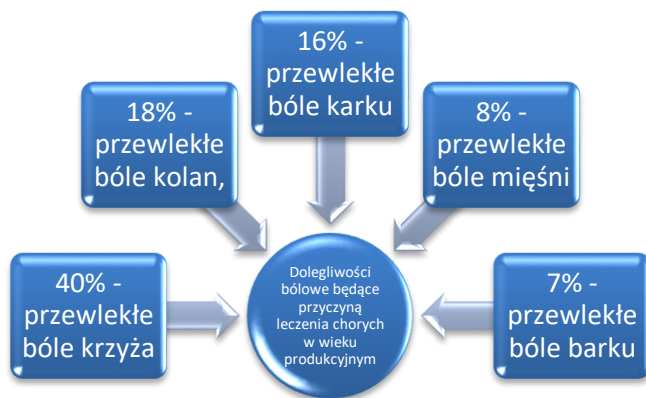 16% -
przewlekłe
bóle karku
18% -
przewlekłe
bóle kolan,
8% -
przewlekłe
bóle mięśni
40% -
przewlekłe
bóle krzyża
Dolegliwości
bólowe będące
przyczyną
leczenia chorych
w wieku
produkcyjnym
7% -
przewlekłe
bóle barku